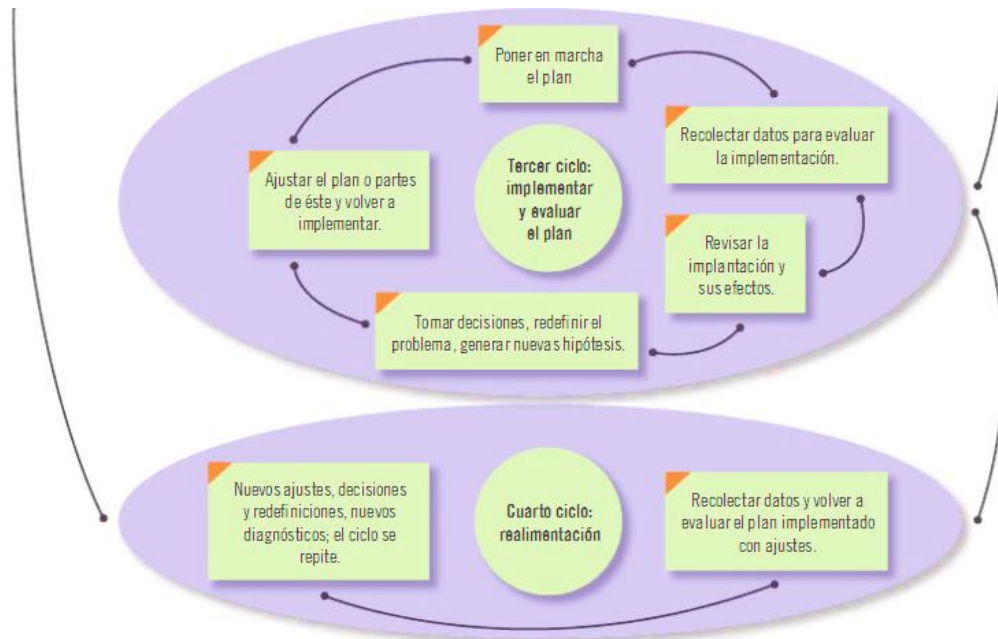 Poner en marcha
el plan
Recolectar datos para evaluar
la implementación.
Tercer ciclo:
implementar
y evaluar
el plan
Ajustar el plan o partes
de éste y volver a
implementar.
Revisar la
implantación y
sus efectos.
Tomar decisiones, redefinir el
problema, generar nuevas hipótesis.
Nuevos ajustes, decisiones
y redefiniciones, nuevos
diagnósticos; el ciclo se
repite.
Cuarto ciclo:
realimentación
Recolectar datos y volver a
evaluar el plan implementado
con ajustes.